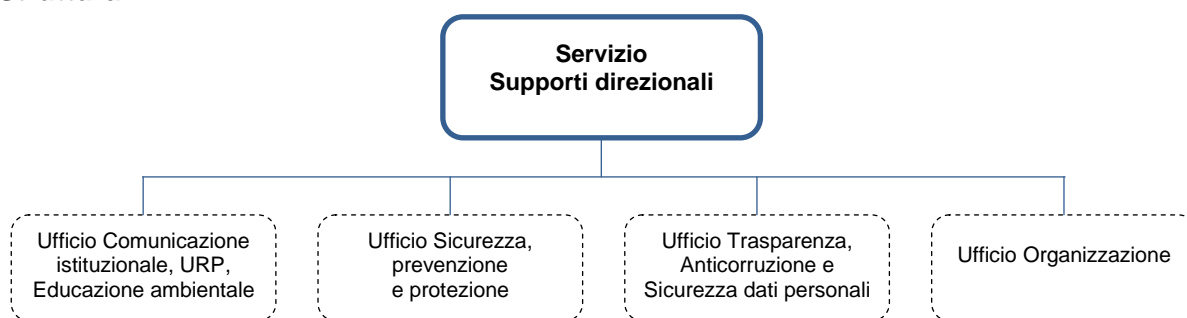 Servizio
Supporti direzionali
Ufficio Comunicazione
istituzionale, URP,
Educazione ambientale
Ufficio Sicurezza,
prevenzione
e protezione
Ufficio Trasparenza,
Anticorruzione e
Sicurezza dati personali
Ufficio Organizzazione